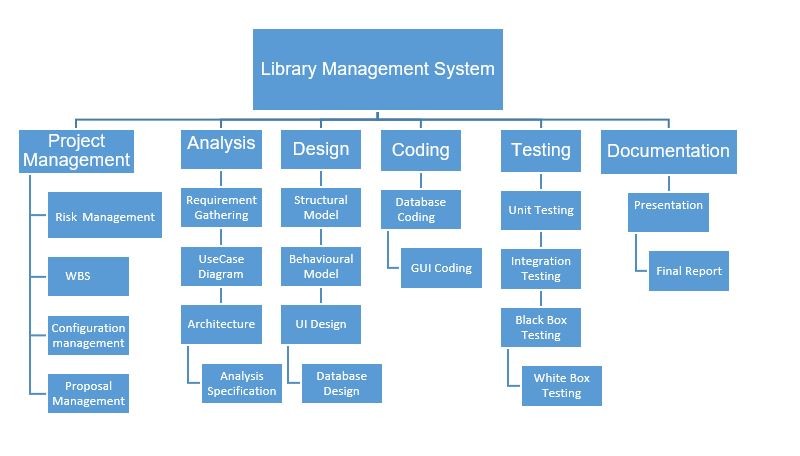 Library Management System
Project
Management
Risk Management
WBS
Configuration
management
Proposal
Management
Analysis
Requirement
Gathering
UseCase
Diagram
Architecture
Analysis
Specification
Design
Structural
Model
Behavioural
Model
UI Design
Database
Design
Coding
Database
Coding
GUI Coding
Testing
Unit Testing
Integration
Testing
Black Box
Testing
White Box
Testing
Documentation
Presentation
Final Report